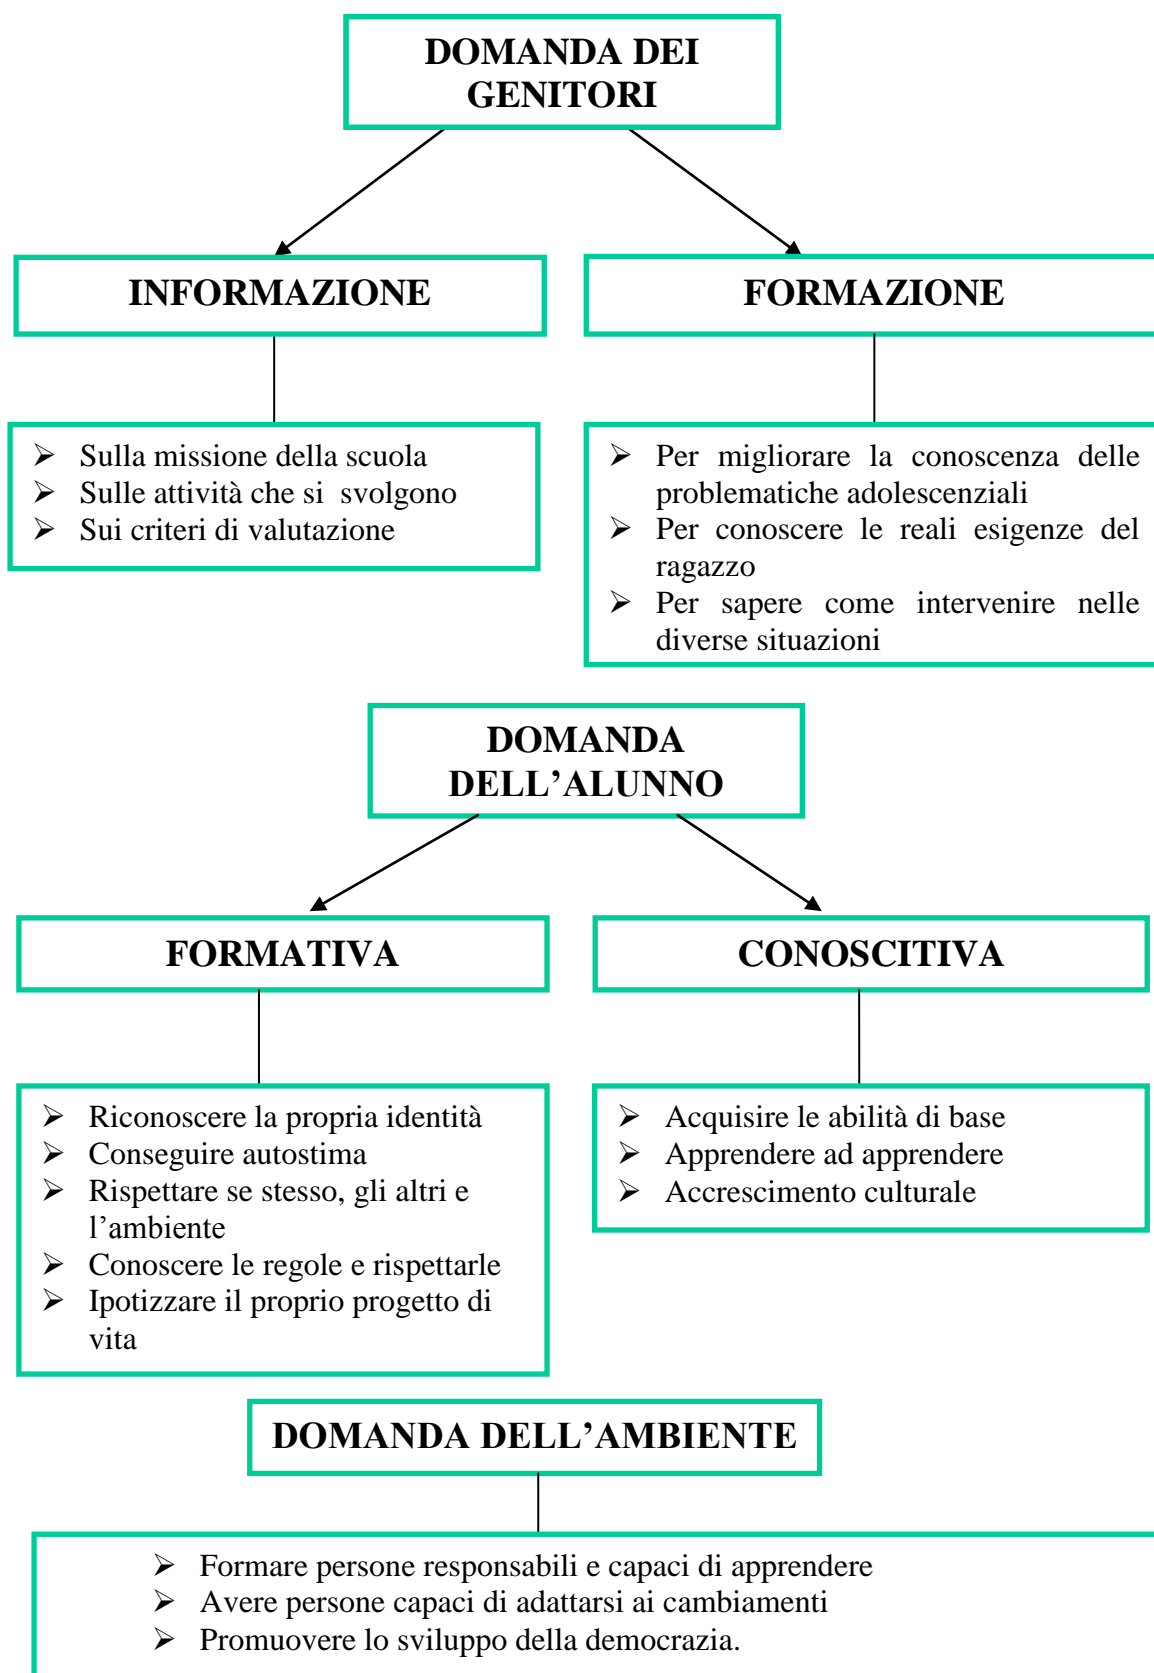 DOMANDA DEI
GENITORI
INFORMAZIONE
FORMAZIONE
➢ Sulla missione della scuola
➢ Sulle attività che si svolgono
➢ Sui criteri di valutazione
➢ Per migliorare la conoscenza delle
problematiche adolescenziali
➢ Per conoscere le reali esigenze del
ragazzo
➢ Per sapere come intervenire nelle
diverse situazioni
DOMANDA
DELL’ALUNNO
FORMATIVA
CONOSCITIVA
➢ Riconoscere la propria identità
➢ Conseguire autostima
➢ Rispettare se stesso, gli altri e
l’ambiente
➢ Conoscere le regole e rispettarle
➢ Ipotizzare il proprio progetto di
vita
➢ Acquisire le abilità di base
➢ Apprendere ad apprendere
➢ Accrescimento culturale
DOMANDA DELL’AMBIENTE
➢ Formare persone responsabili e capaci di apprendere
➢ Avere persone capaci di adattarsi ai cambiamenti
➢ Promuovere lo sviluppo della democrazia.